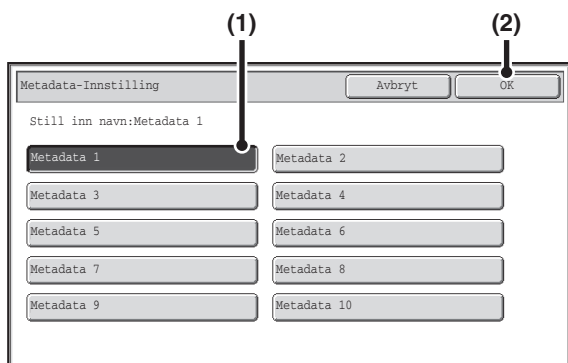 (1) (2)
Metadata-Innstilling Avbryt OK
Still inn navn:Metadata 1
Metadata 1 Metadata 2
Metadata 3 Metadata 4
Metadata 5 Metadata 6
Metadata 7 Metadata 8
Metadata 9 Metadata 10